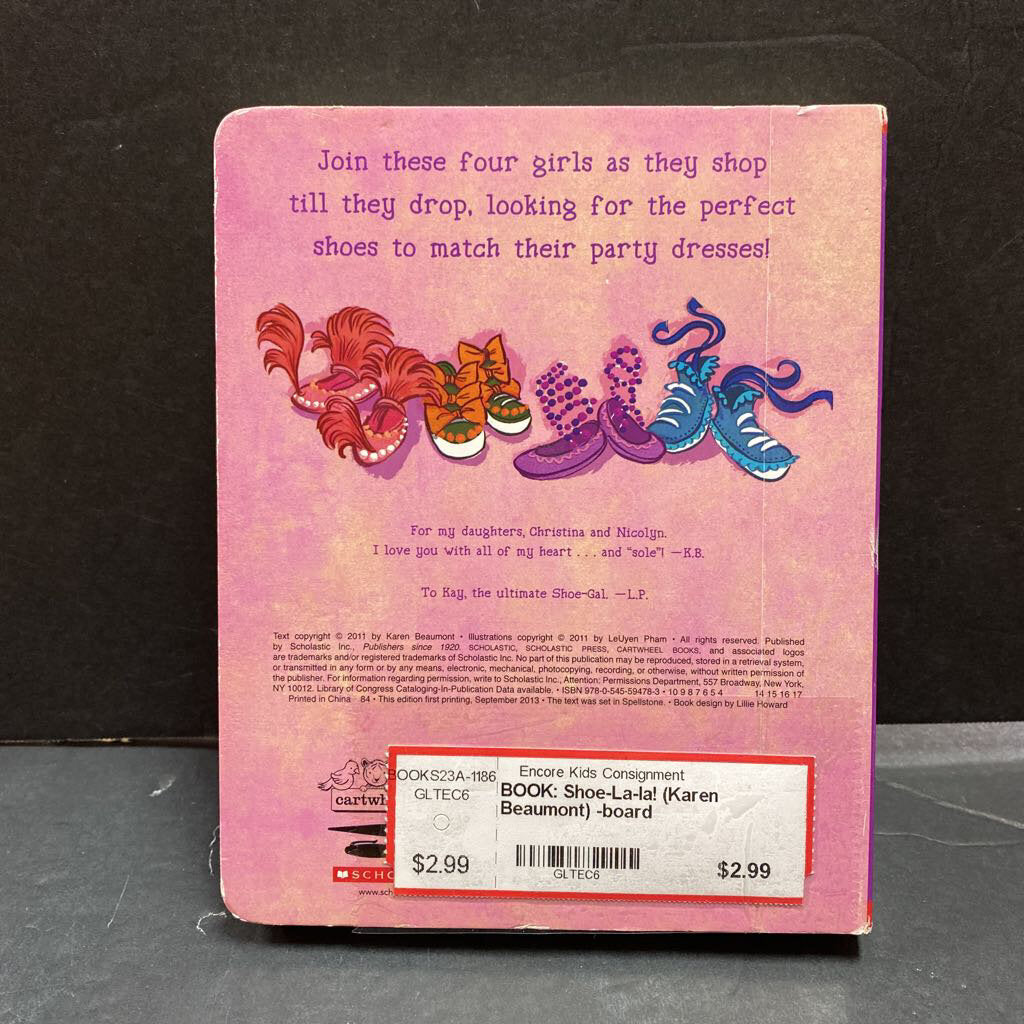 Join these four girls as they shop
till they drop, looking for the perfect
shoes to match their party dresses!
For my daughters, Christina and Nicolyn.
I love you with all of my heart . . . and “sole”! —K.B.
To Kay, the ultimate Shoe-Gal. —L.P.
Text copyright © 2011 by Karen Beaumont • Illustrations copyright © 2011 by LeUyen Pham • All rights reserved. Published
by Scholastic Inc., Publishers since 1920. SCHOLASTIC, SCHOLASTIC PRESS, CARTWHEEL BOOKS, and associated logos
are trademarks and/or registered trademarks of Scholastic Inc. No part of this publication may be reproduced, stored in a retrieval system,
or transmitted in any form or by any means, electronic, mechanical, photocopying, recording, or otherwise, without written permission of
the publisher. For information regarding permission, write to Scholastic Inc., Attention: Permissions Department, 557 Broadway, New York,
NY 10012. Library of Congress Cataloging-in-Publication Data available. • ISBN 978-0-545-59478-3 • 10 9 8 7 6 5 4 14 15 16 17
Printed in China 84 • This edition first printing, September 2013 • The text was set in Spellstone. • Book design by Lillie Howard
cartwh
SCHO
www.sch
BOOKS23A-1186
GLTEC6
$2.99
Encore Kids Consignment
BOOK: Shoe-La-la! (Karen
Beaumont) -board
GLTEC6
$2.99